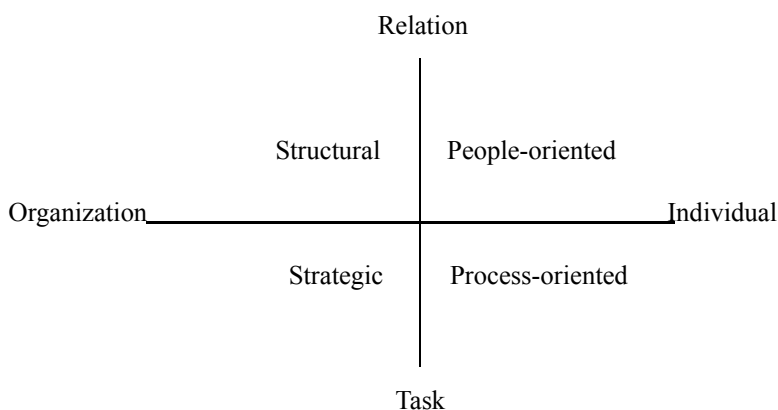 Relation
Structural People-oriented
Organization Individual
Strategic Process-oriented
Task